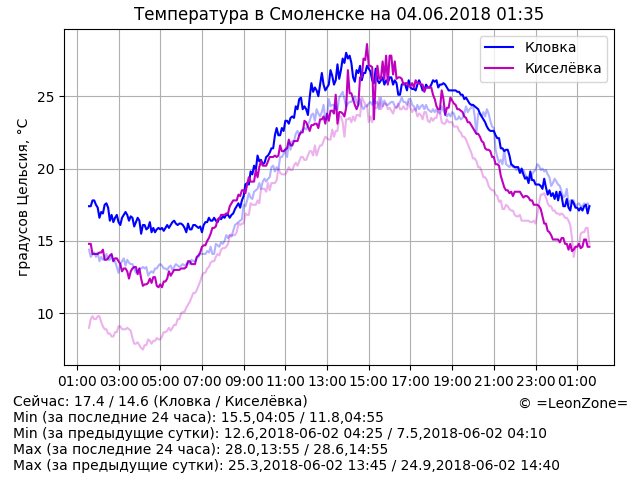 Температура в Смоленске на 04.06.2018 01:35
Кловка
Киселёвка
градусов Цельсия, °C
25
20
15
10
01:00 03:00 05:00 07:00 09:00 11:00 13:00 15:00 17:00 19:00 21:00 23:00 01:00
Сейчас: 17.4 / 14.6 (Кловка / Киселёвка)
© =LeonZone=
Min (за последние 24 часа): 15.5,04:05 / 11.8,04:55
Min (за предыдущие сутки): 12.6,2018-06-02 04:25 / 7.5,2018-06-02 04:10
Max (за последние 24 часа): 28.0,13:55 / 28.6,14:55
Max (за предыдущие сутки): 25.3,2018-06-02 13:45 / 24.9,2018-06-02 14:40